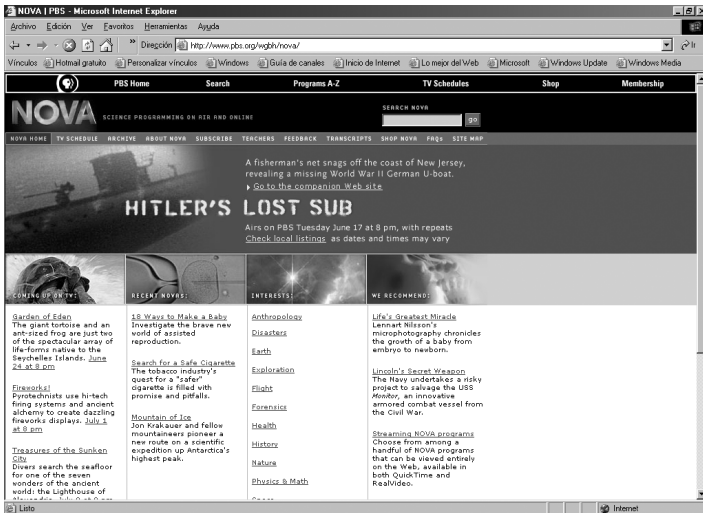 NOVA | PBS - Microsoft Internet Explorer
Archivo Edición Ver Favoritos Herramientas Ayuda
» Dirección http://www.pbs.org/wgbh/nova/ Ir
Vínculos Hotmail gratuito Personalizar vínculos Windows Guía de canales Inicio de Internet Lo mejor del Web Microsoft Windows Update Windows Media
PBS Home Search Programs A-Z TV Schedules Shop Membership
SEARCH NOVA
NOVA SCIENCE PROGRAMMING ON AIR AND ONLINE
go
NOVA HOME TV SCHEDULE ARCHIVE ABOUT NOVA SUBSCRIBE TEACHERS FEEDBACK TRANSCRIPTS SHOP NOVA FAQs SITE MAP
A fisherman's net snags off the coast of New Jersey,
revealing a missing World War II German U-boat.
Go to the companion Web site
HITLER'S LOST SUB
Airs on PBS Tuesday June 17 at 8 pm, with repeats
Check local listings as dates and times may vary
COMING UP ON TV:
Garden of Eden
The giant tortoise and an
ant-sized frog are just two
of the spectacular array of
life-forms native to the
Seychelles Islands. June
24 at 8 pm
Fireworks!
Pyrotechnists use hi-tech
firing systems and ancient
alchemy to create dazzling
fireworks displays. July 1
at 8 pm
Treasures of the Sunken
City
Divers search the seafloor
for one of the seven
wonders of the ancient
world: the Lighthouse of
RECENT NOVAS:
18 Ways to Make a Baby
Investigate the brave new
world of assisted
reproduction.
Search for a Safe Cigarette
The tobacco industry's
quest for a "safer"
cigarette is filled with
promise and pitfalls.
Mountain of Ice
Jon Krakauer and fellow
mountaineers pioneer a
new route on a scientific
expedition up Antarctica's
highest peak.
INTERESTS:
Anthropology
Disasters
Earth
Exploration
Flight
Forensics
Health
History
Nature
Physics & Math
WE RECOMMEND:
Life's Greatest Miracle
Lennart Nilsson's
microphotography chronicles
the growth of a baby from
embryo to newborn.
Lincoln's Secret Weapon
The Navy undertakes a risky
project to salvage the USS
Monitor, an innovative
armored combat vessel from
the Civil War.
Streaming NOVA programs
Choose from among a
handful of NOVA programs
that can be viewed entirely
on the Web, available in
both QuickTime and
RealVideo.
Listo Internet